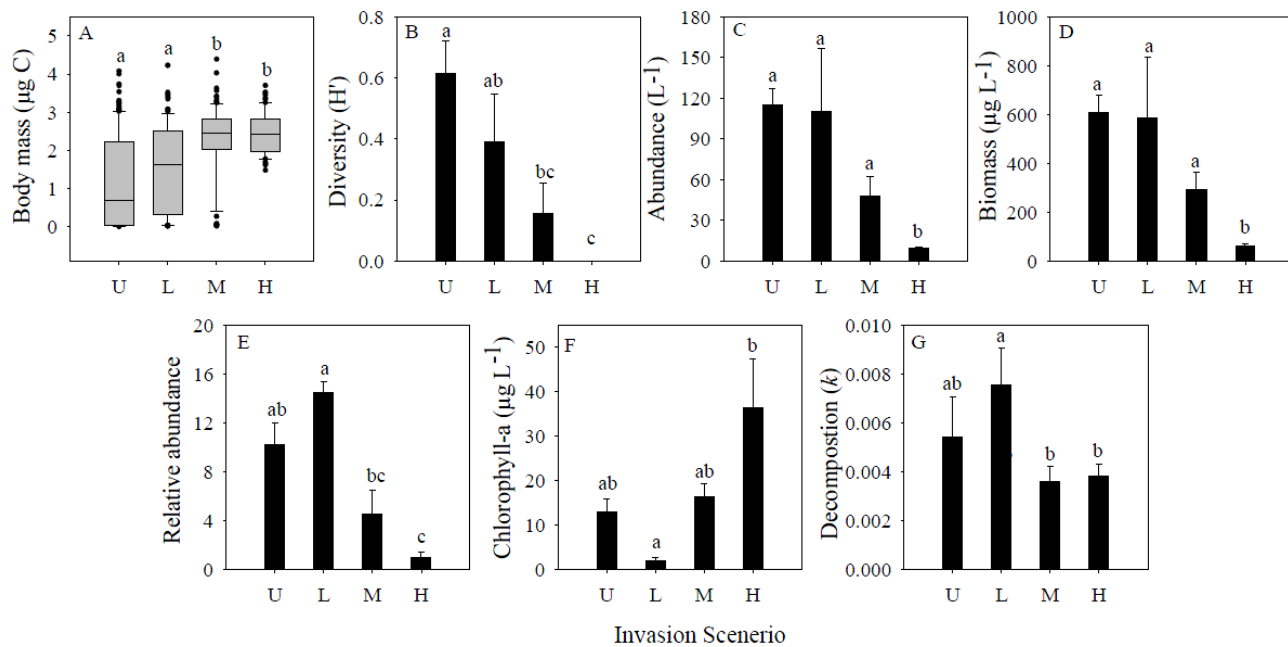 A
Body mass (µg C)
5
4
3
2
1
0
a a b b
U L M H
B
Diversity (H')
0.8
0.6
0.4
0.2
0.0
a ab bc c
U L M H
C
Abundance (L-1)
180
150
120
90
60
30
0
a a a b
U L M H
D
Biomass (µg L-1)
1000
800
600
400
200
0
a a a b
U L M H
E
Relative abundance
20
16
12
8
4
0
ab a bc c
U L M H
F
Chlorophyll-a (µg L-1)
50
40
30
20
10
0
ab a ab b
U L M H
G
Decompostion (k)
0.010
0.008
0.006
0.004
0.002
0.000
ab a b b
U L M H
Invasion Scenerio